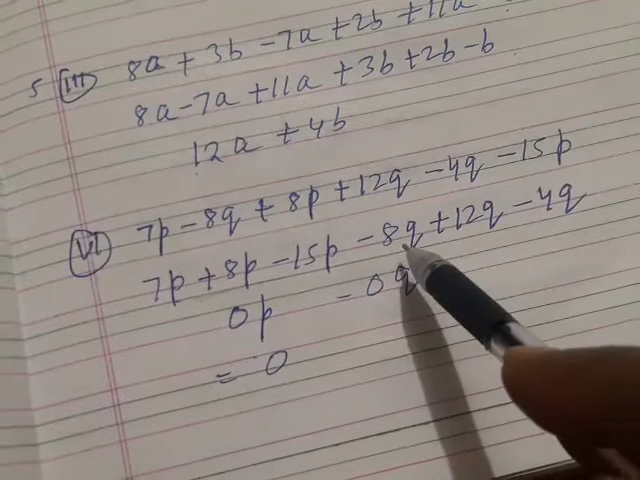 5 (iii) 8a + 3b - 7a + 2b + 11a
8a - 7a + 11a + 3b + 2b - b
12a + 4b
(vi) 7p - 8q + 8p + 12q - 4q - 15p
7p + 8p - 15p - 8q + 12q - 4q
0p - 0q
= 0